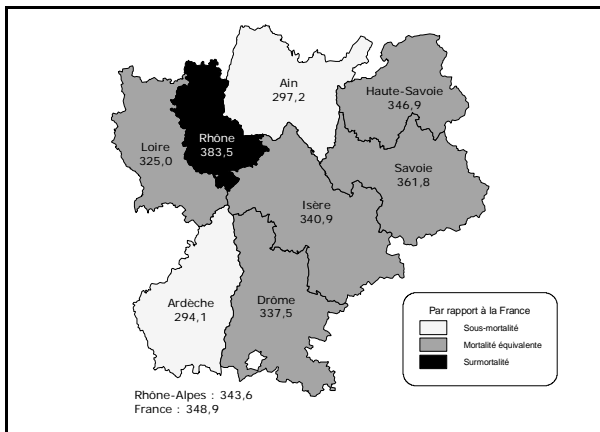 Ain
297,2
Haute-Savoie
346,9
Rhône
383,5
Loire
325,0
Savoie
361,8
Isère
340,9
Ardèche
294,1
Drôme
337,5
Par rapport à la France
Sous-mortalité
Mortalité équivalente
Surmortalité
Rhône-Alpes : 343,6
France : 348,9